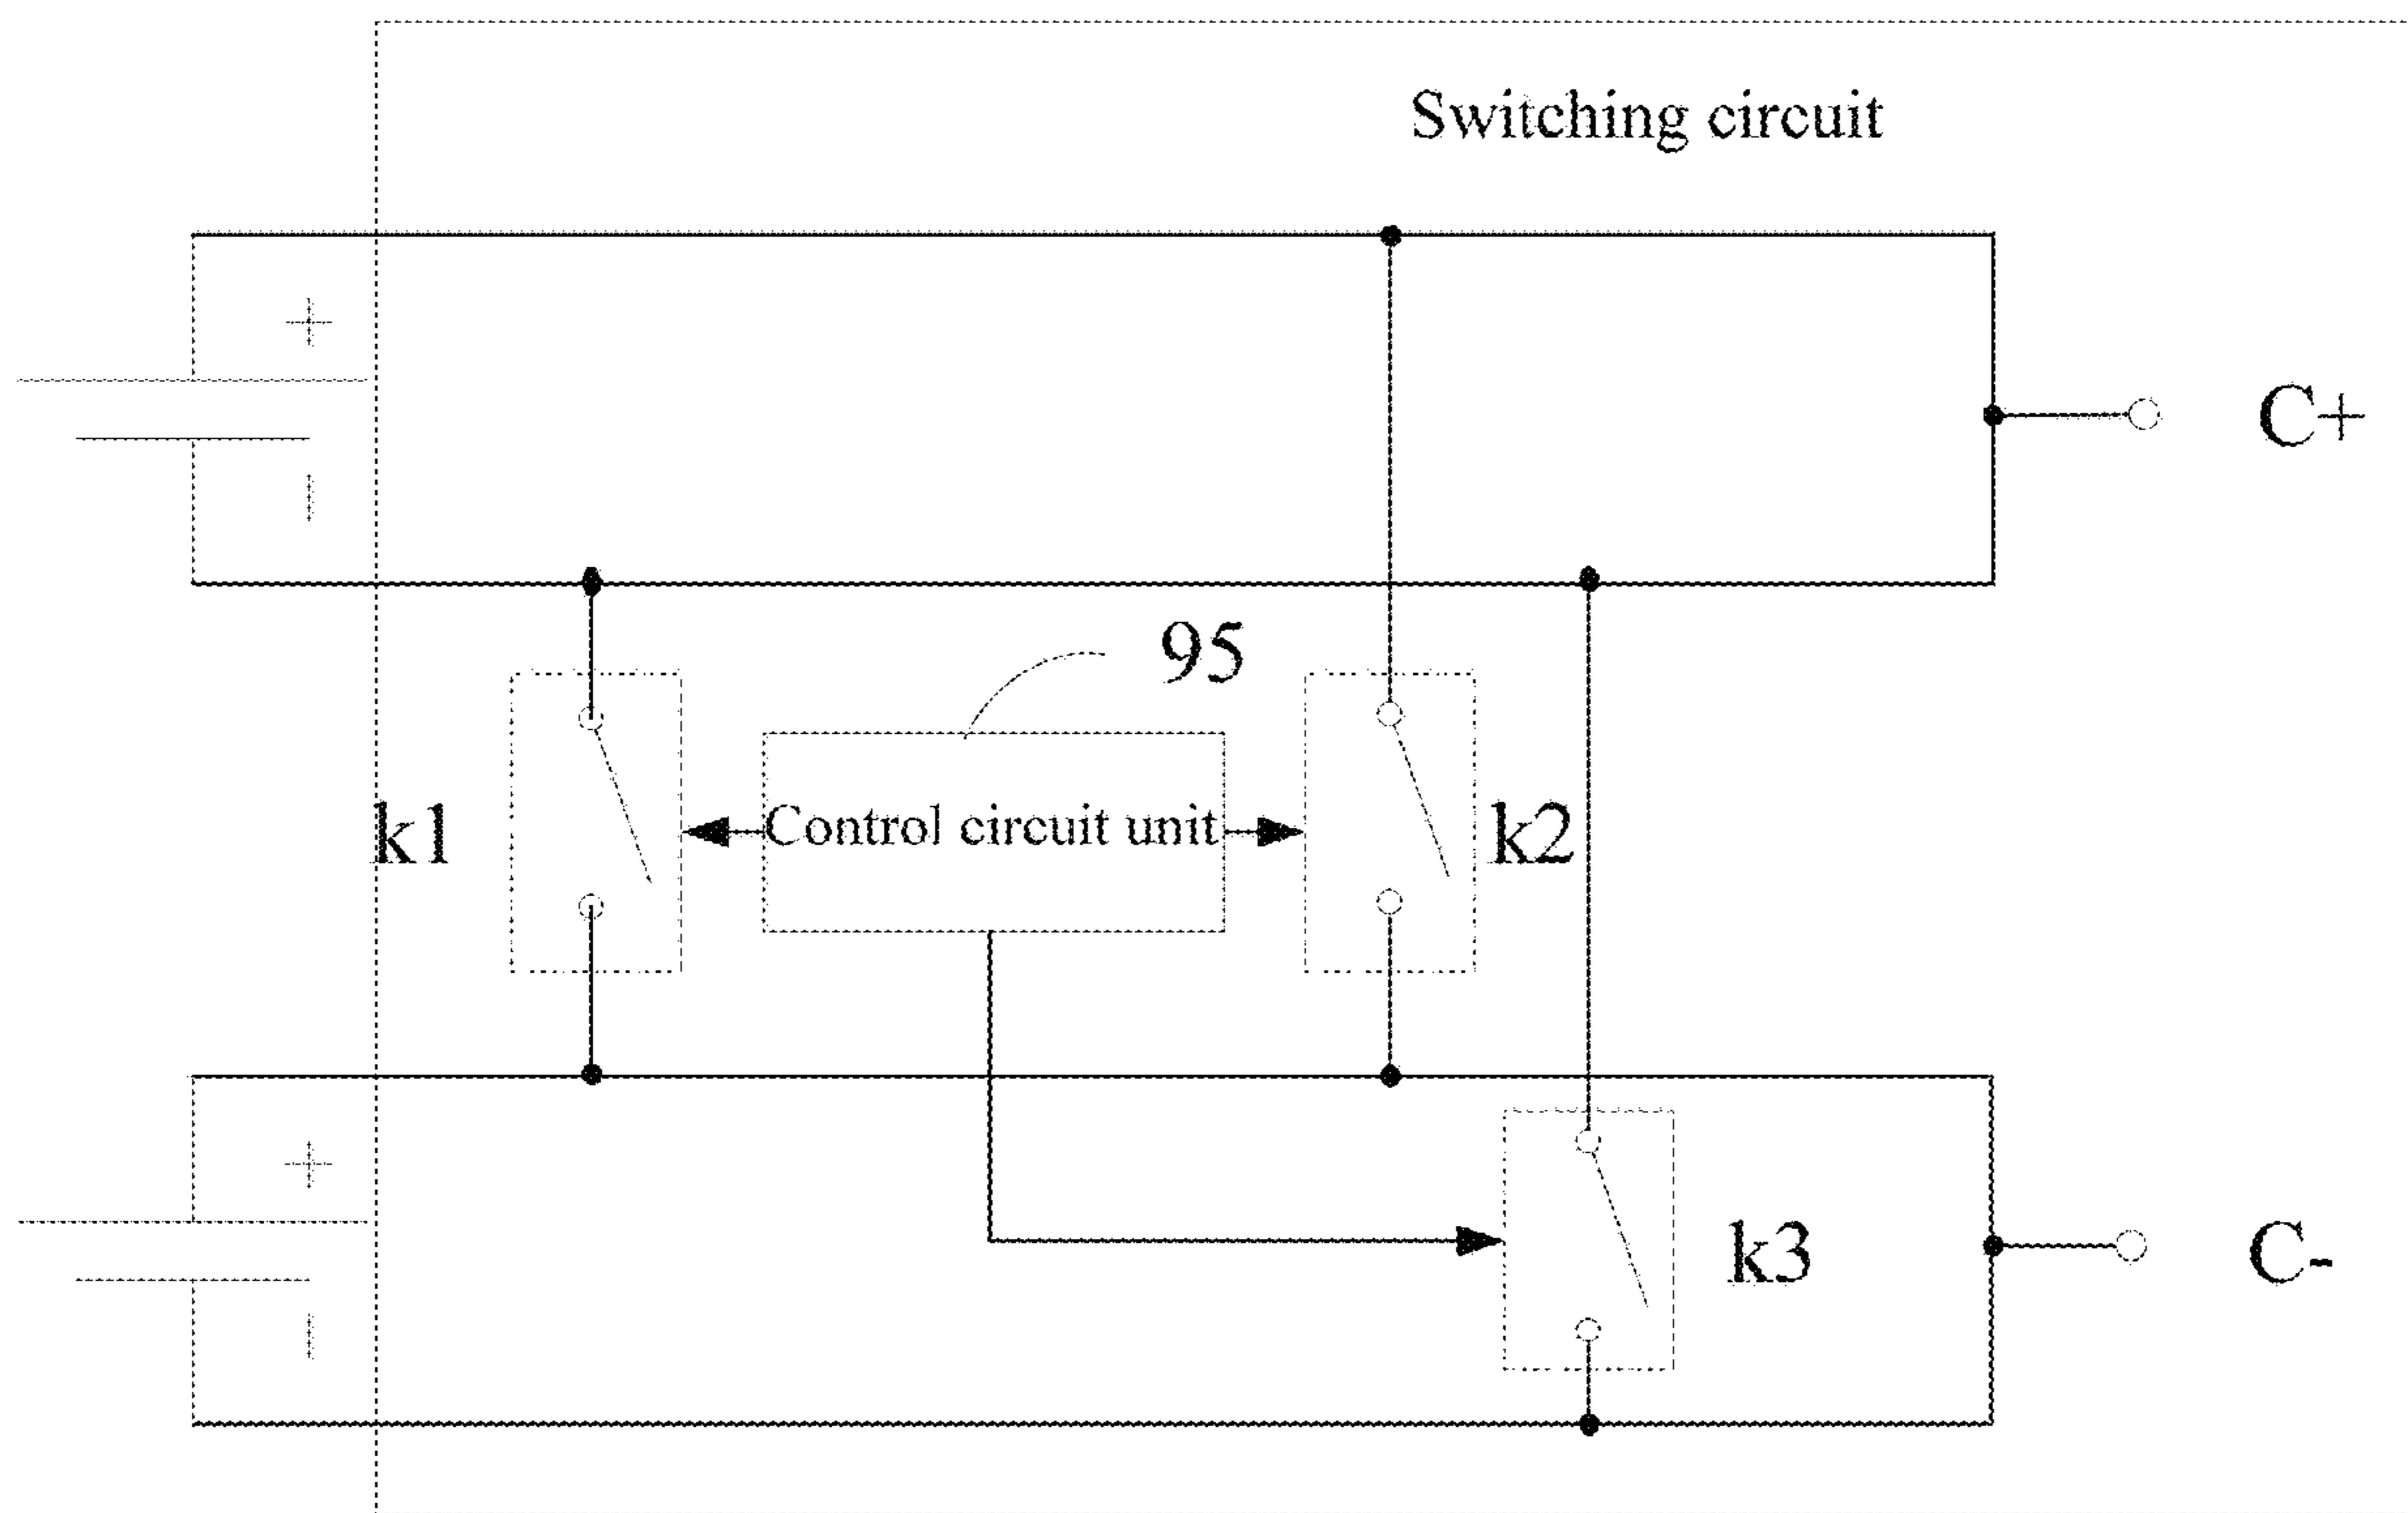 Switching circuit
+
C+
−
95
k1
Control circuit unit
k2
+
k3
C-
−